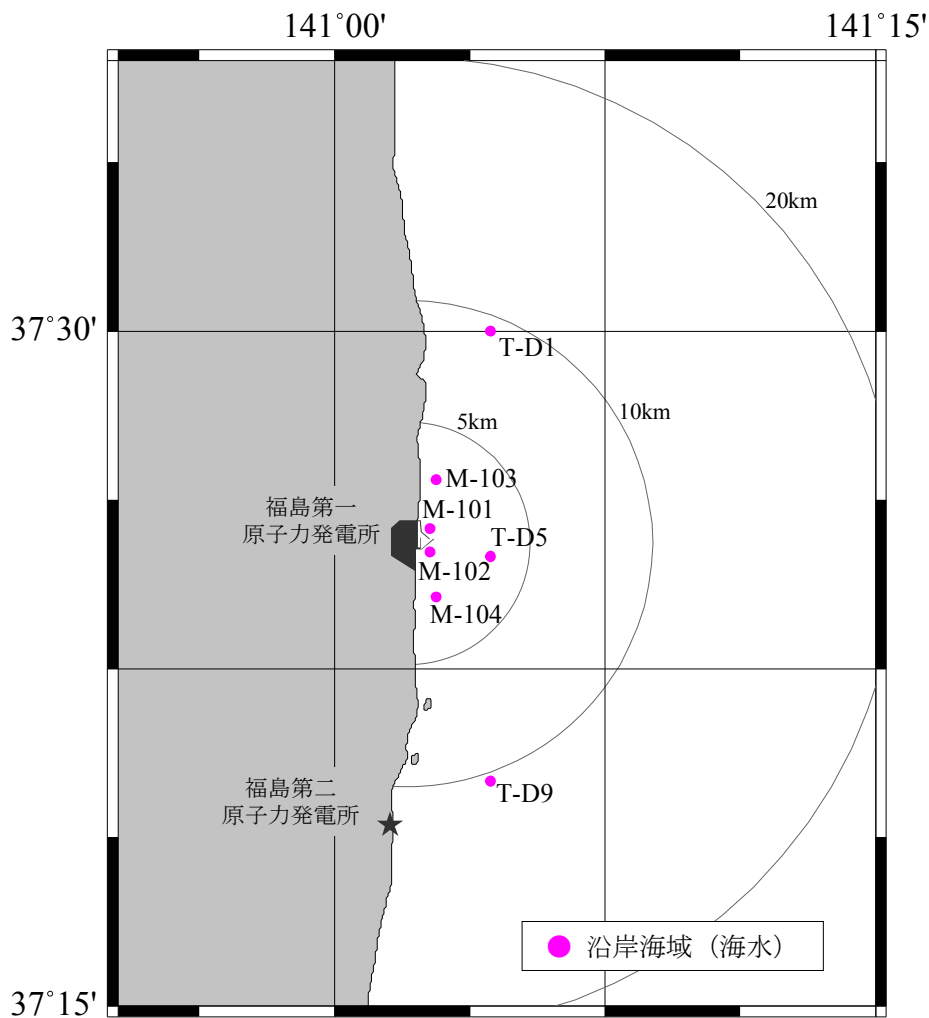 141°00'
141°15'
20km
37°30'
T-D1
10km
5km
M-103
福島第一
原子力発電所
M-101
T-D5
M-102
M-104
福島第二
原子力発電所
T-D9
沿岸海域（海水）
37°15'